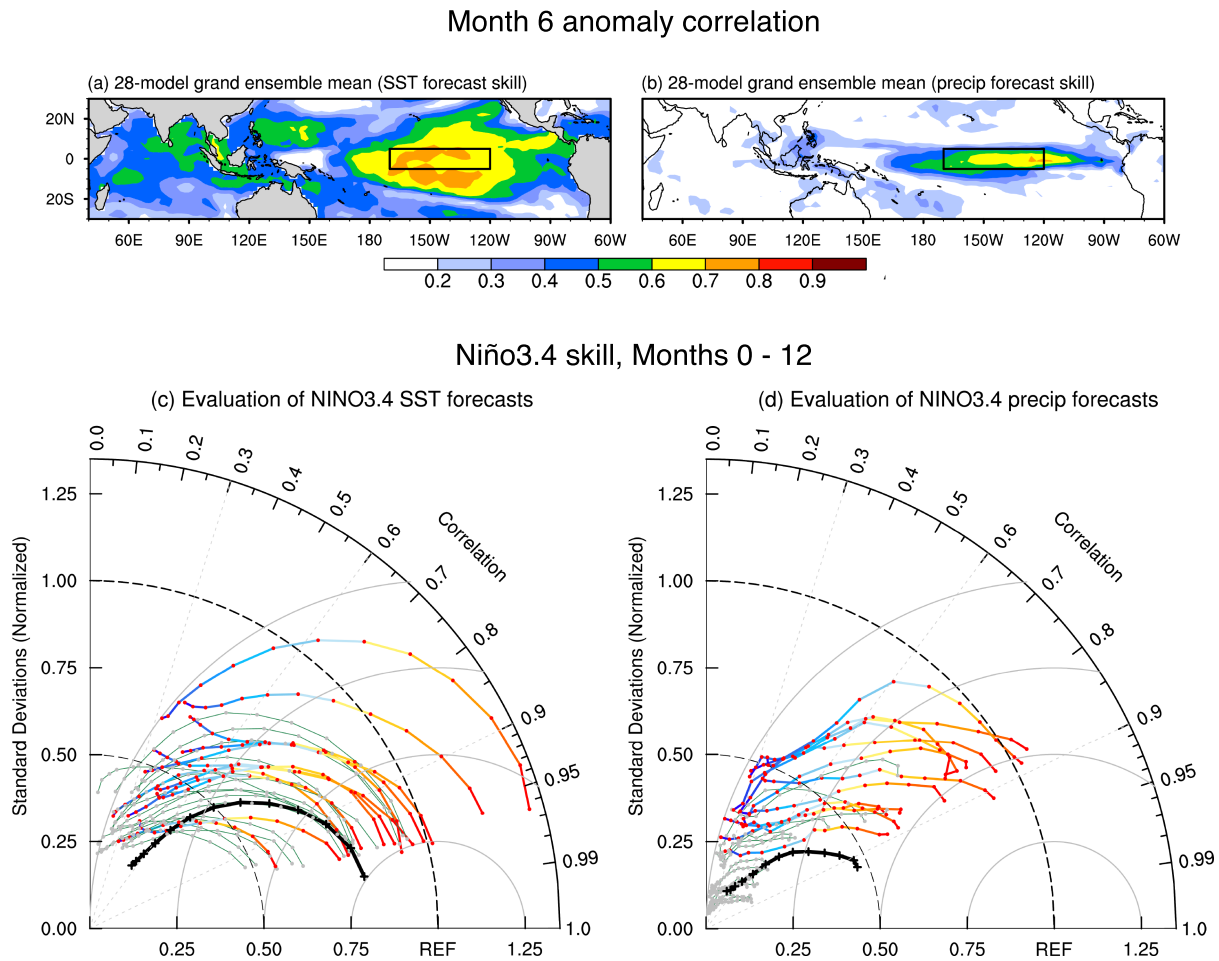 Month 6 anomaly correlation
(a) 28-model grand ensemble mean (SST forecast skill)
(b) 28-model grand ensemble mean (precip forecast skill)
20N
0
20S
60E 90E 120E 150E 180 150W 120W 90W 60W
60E 90E 120E 150E 180 150W 120W 90W 60W
0.2 0.3 0.4 0.5 0.6 0.7 0.8 0.9
Niño3.4 skill, Months 0 - 12
(c) Evaluation of NINO3.4 SST forecasts
0.0 0.1 0.2 0.3 0.4 0.5 0.6 0.7 0.8 0.9 0.95 0.99 1.0
Correlation
Standard Deviations (Normalized)
1.25
1.00
0.75
0.50
0.25
0.00
0.25 0.50 0.75 REF 1.25
(d) Evaluation of NINO3.4 precip forecasts
0.0 0.1 0.2 0.3 0.4 0.5 0.6 0.7 0.8 0.9 0.95 0.99 1.0
Correlation
Standard Deviations (Normalized)
1.25
1.00
0.75
0.50
0.25
0.00
0.25 0.50 0.75 REF 1.25